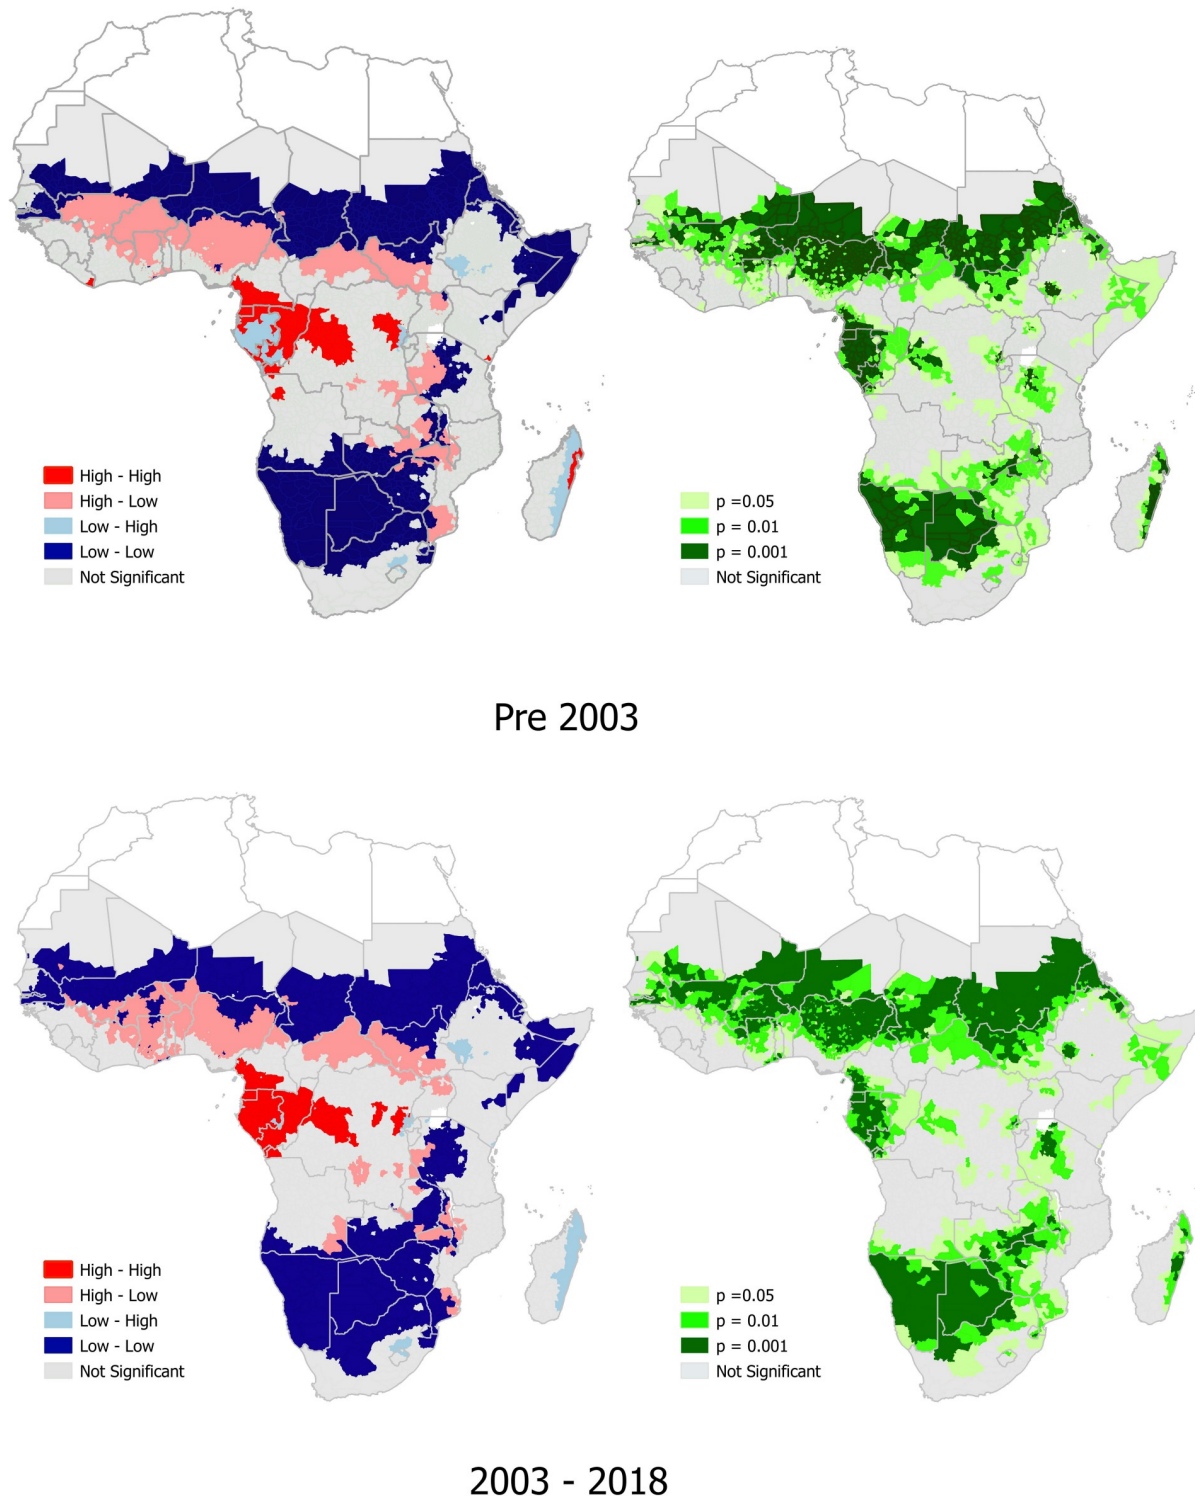 High - High
High - Low
Low - High
Low - Low
Not Significant
p =0.05
p = 0.01
p = 0.001
Not Significant
Pre 2003
High - High
High - Low
Low - High
Low - Low
Not Significant
p =0.05
p = 0.01
p = 0.001
Not Significant
2003 - 2018